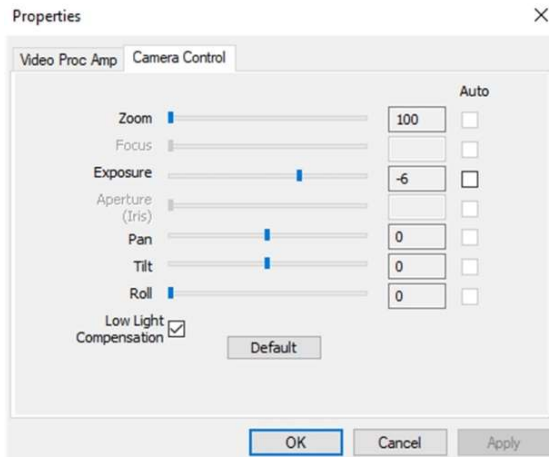 Properties
Video Proc Amp
Camera Control
Auto
Zoom 100
Focus
Exposure -6
Aperture
(Iris)
Pan 0
Tilt 0
Roll 0
Low Light
Compensation
Default
OK Cancel Apply